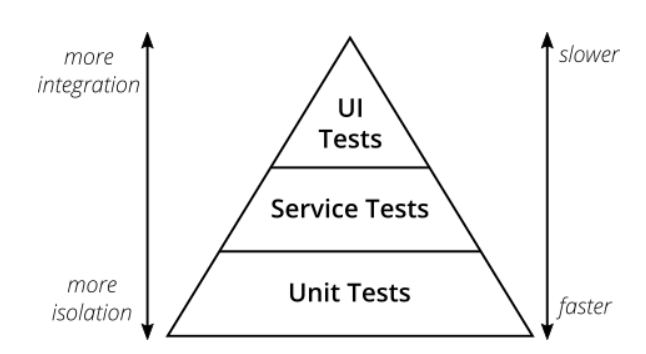 more
integration
slower
UI
Tests
Service Tests
Unit Tests
more
isolation
faster